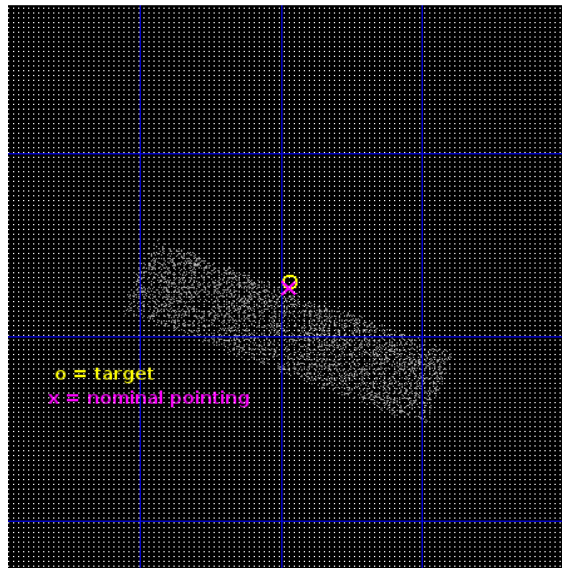 o = target
x = nominal pointing